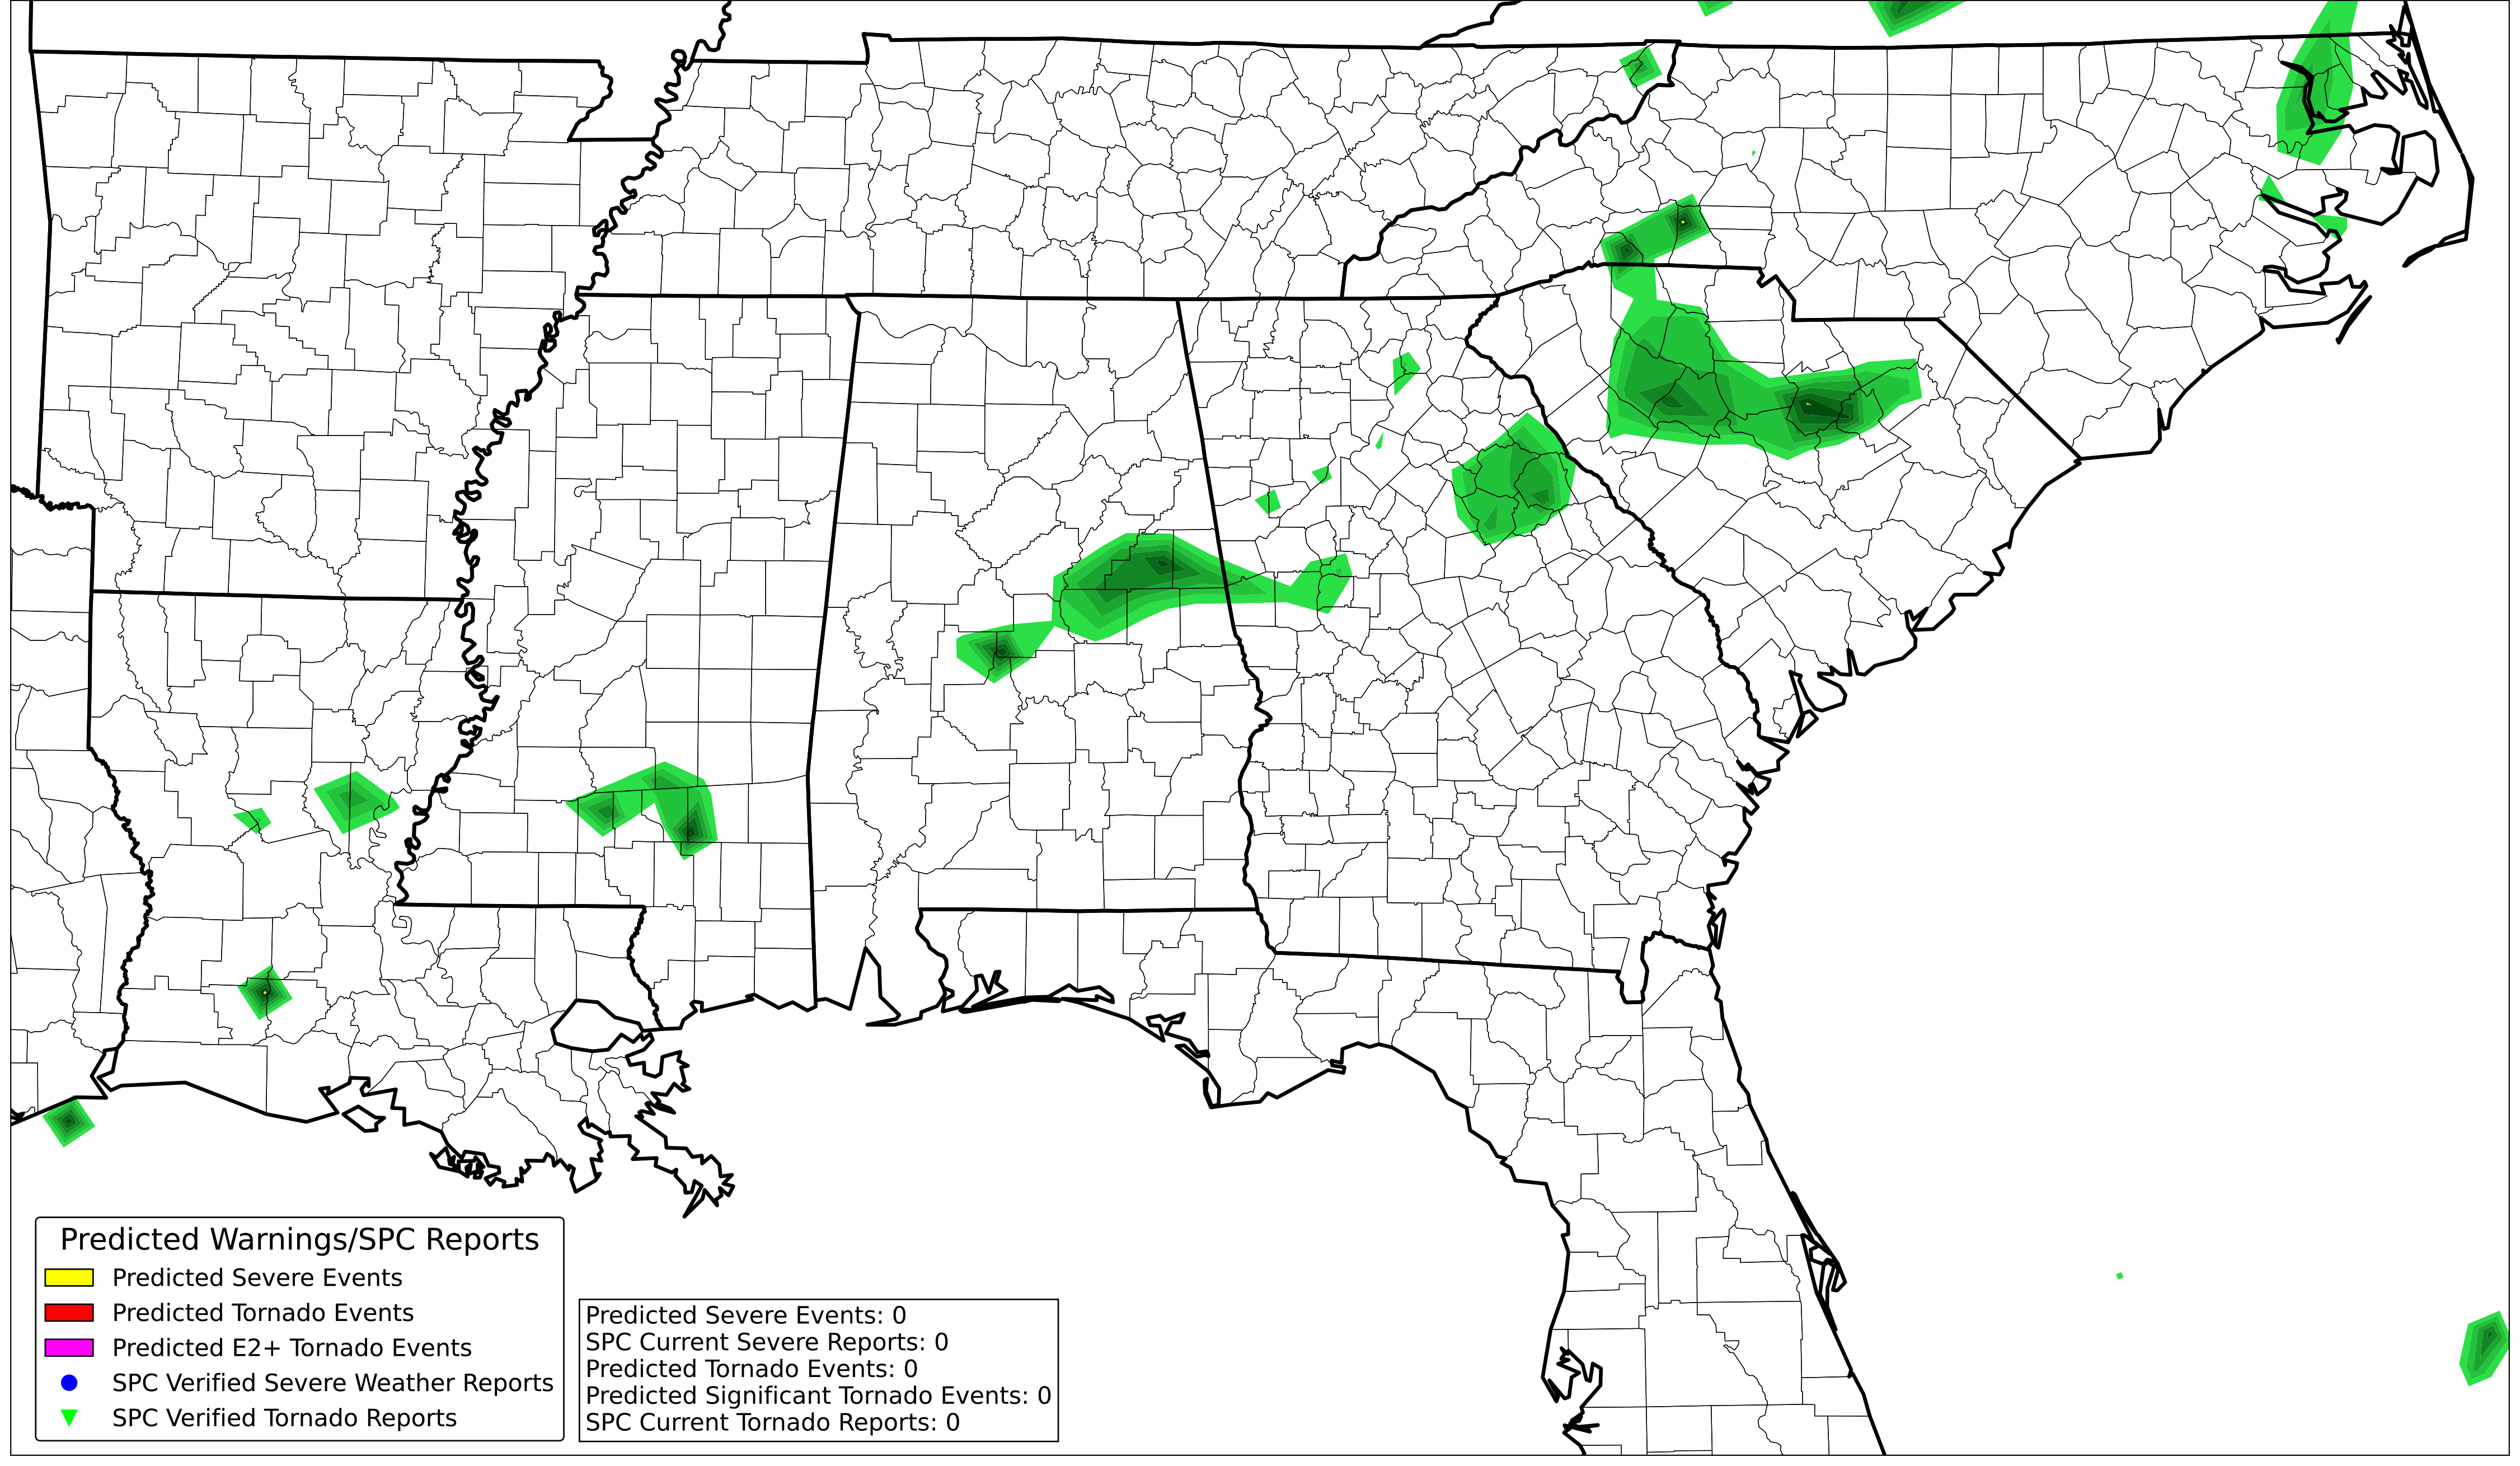 Predicted Warnings/SPC Reports
Predicted Severe Events
Predicted Tornado Events
Predicted E2+ Tornado Events
SPC Verified Severe Weather Reports
SPC Verified Tornado Reports
Predicted Severe Events: 0
SPC Current Severe Reports: 0
Predicted Tornado Events: 0
Predicted Significant Tornado Events: 0
SPC Current Tornado Reports: 0